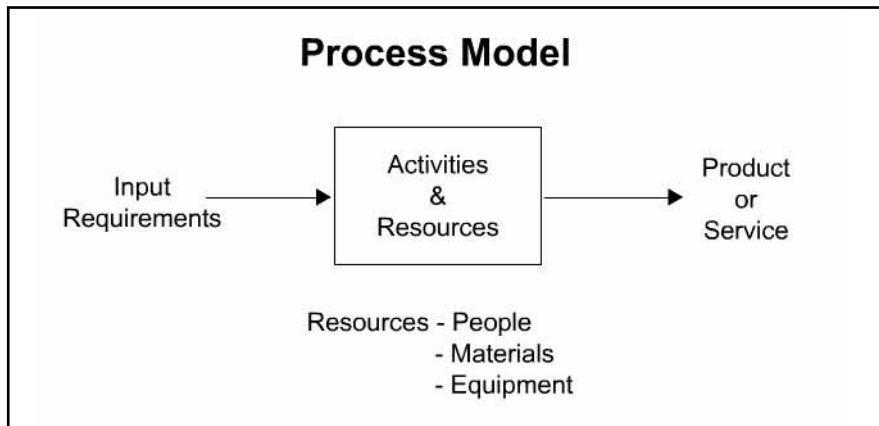 Process Model
Input
Requirements
Activities
&
Resources
Product
or
Service
Resources - People
- Materials
- Equipment